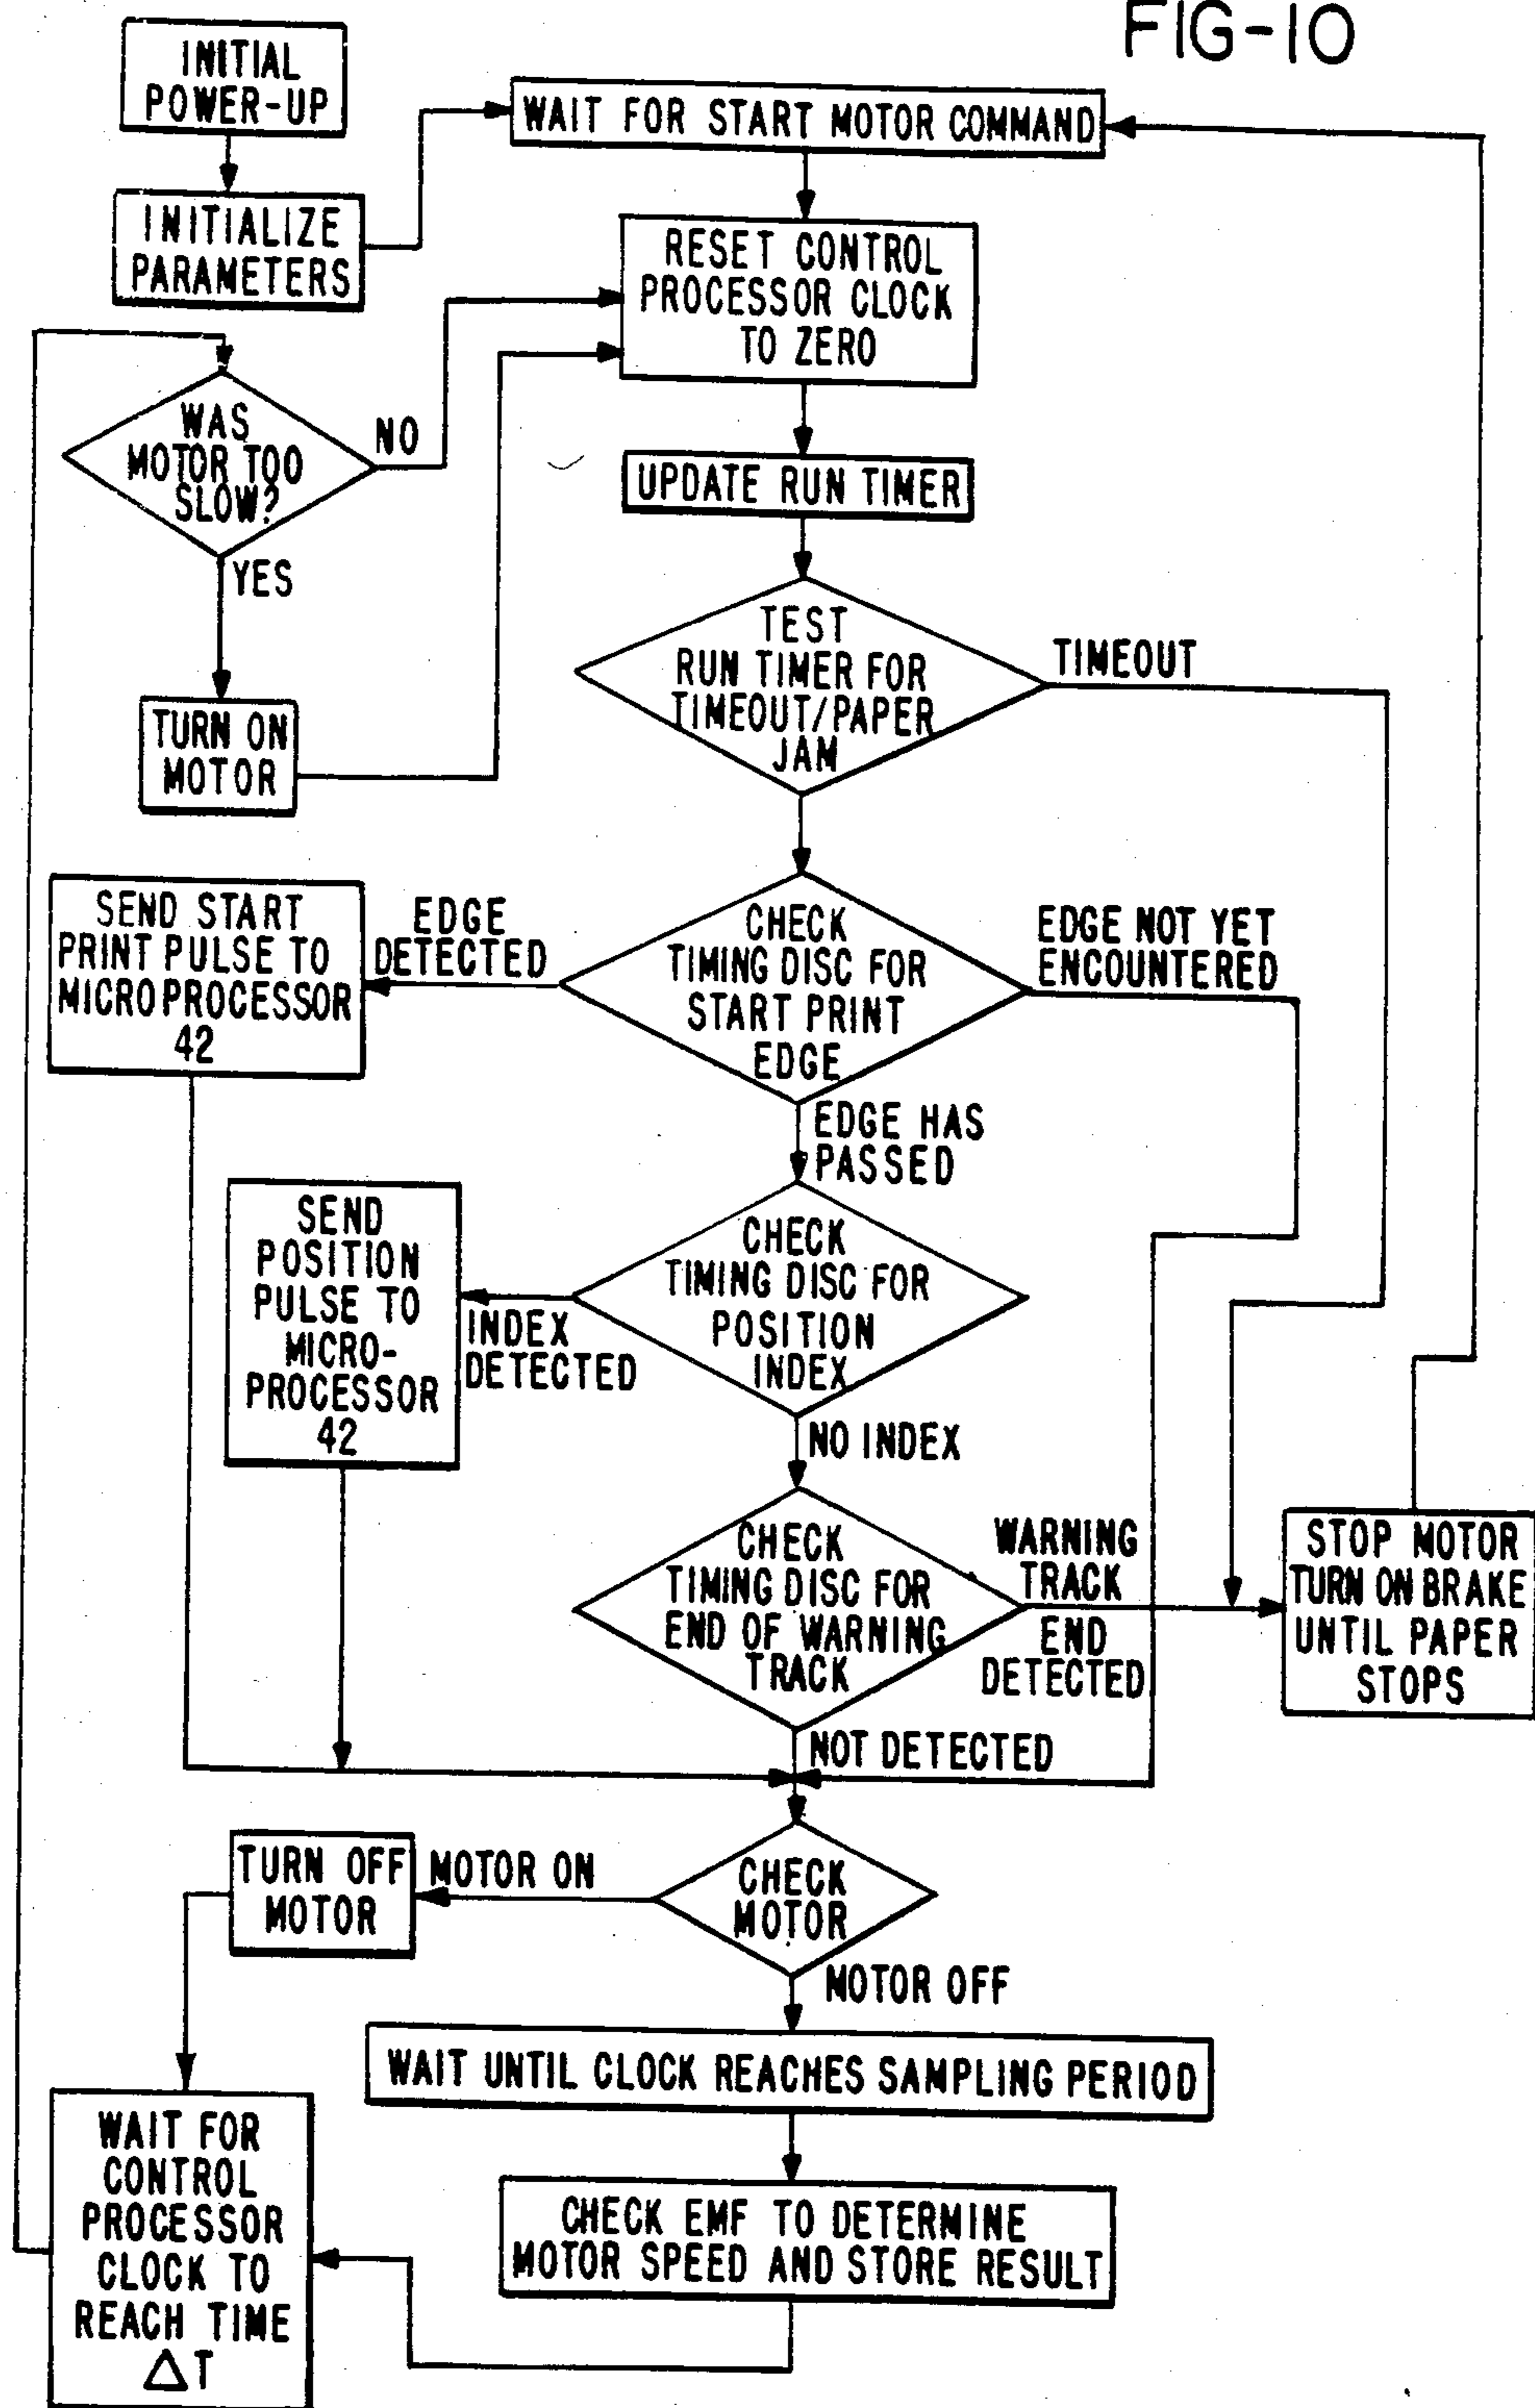 FIG-10
INITIAL
POWER-UP
WAIT FOR START MOTOR COMMAND
INITIALIZE
PARAMETERS
RESET CONTROL
PROCESSOR CLOCK
TO ZERO
WAS
MOTOR TOO
SLOW?
NO
YES
UPDATE RUN TIMER
TEST
RUN TIMER FOR
TIMEOUT/PAPER
JAM
TIMEOUT
TURN ON
MOTOR
SEND START
PRINT PULSE TO
MICROPROCESSOR
42
EDGE
DETECTED
CHECK
TIMING DISC FOR
START PRINT
EDGE
EDGE NOT YET
ENCOUNTERED
EDGE HAS
PASSED
SEND
POSITION
PULSE TO
MICRO-
PROCESSOR
42
INDEX
DETECTED
CHECK
TIMING DISC FOR
POSITION
INDEX
NO INDEX
CHECK
TIMING DISC FOR
END OF WARNING
TRACK
WARNING
TRACK
END
DETECTED
STOP MOTOR
TURN ON BRAKE
UNTIL PAPER
STOPS
NOT DETECTED
TURN OFF
MOTOR
MOTOR ON
CHECK
MOTOR
MOTOR OFF
WAIT UNTIL CLOCK REACHES SAMPLING PERIOD
WAIT FOR
CONTROL
PROCESSOR
CLOCK TO
REACH TIME
△T
CHECK EMF TO DETERMINE
MOTOR SPEED AND STORE RESULT